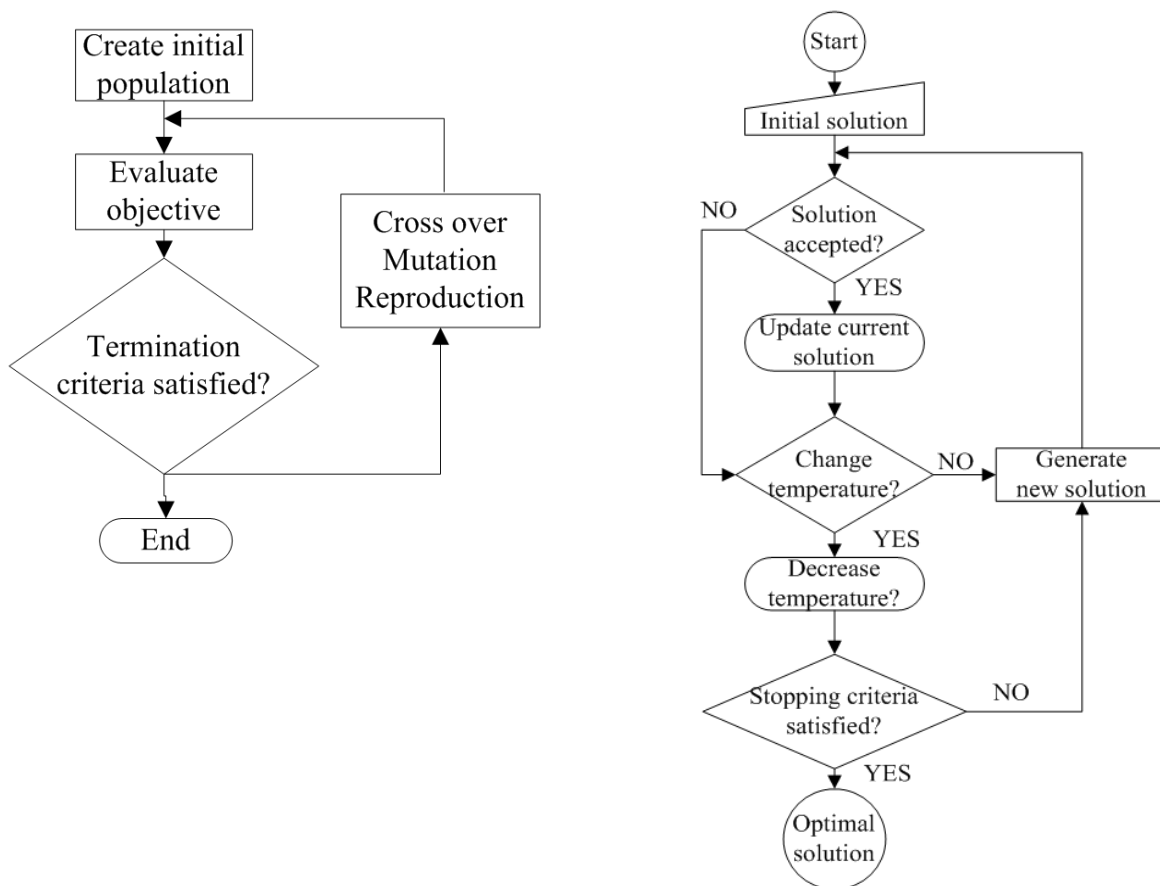 Create initial
population
Evaluate
objective
Cross over
Mutation
Reproduction
Termination
criteria satisfied?
End
Start
Initial solution
NO
Solution
accepted?
YES
Update current
solution
Change
temperature?
NO
Generate
new solution
YES
Decrease
temperature?
Stopping criteria
satisfied?
NO
YES
Optimal
solution